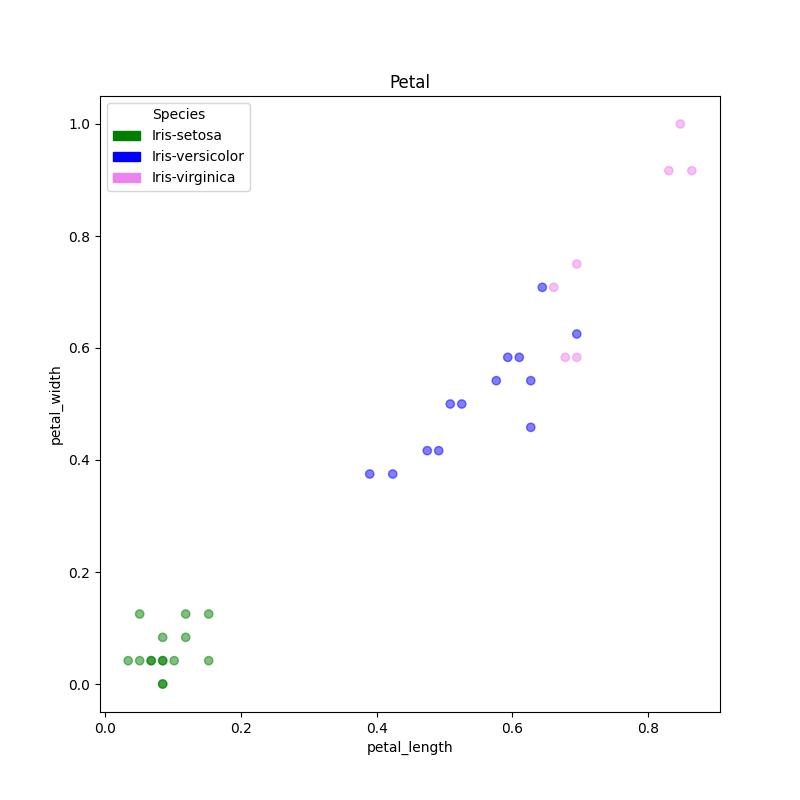 Petal
Species
Iris-setosa
Iris-versicolor
Iris-virginica
1.0
0.8
0.6
0.4
0.2
0.0
petal_width
0.0 0.2 0.4 0.6 0.8
petal_length